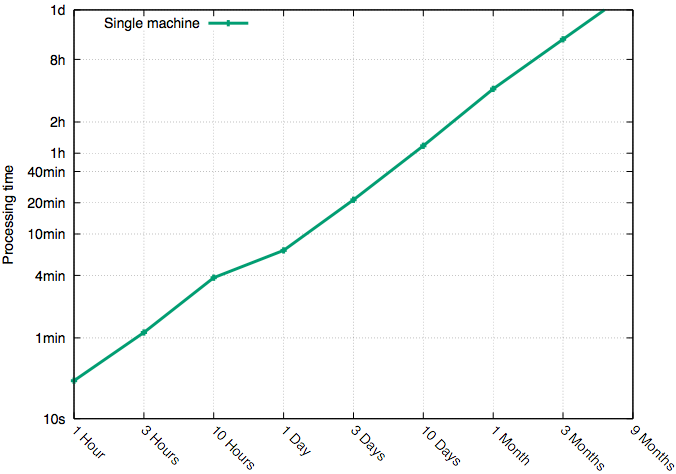 Single machine
1d
8h
2h
1h
40min
20min
10min
4min
1min
10s
Processing time
1 Hour
3 Hours
10 Hours
1 Day
3 Days
10 Days
1 Month
3 Months
9 Months